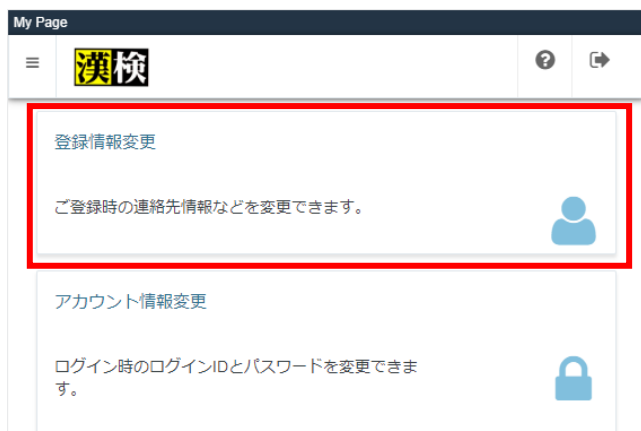 My Page
漢検
登録情報変更
ご登録時の連絡先情報などを変更できます。
アカウント情報変更
ログイン時のログインIDとパスワードを変更できま
す。